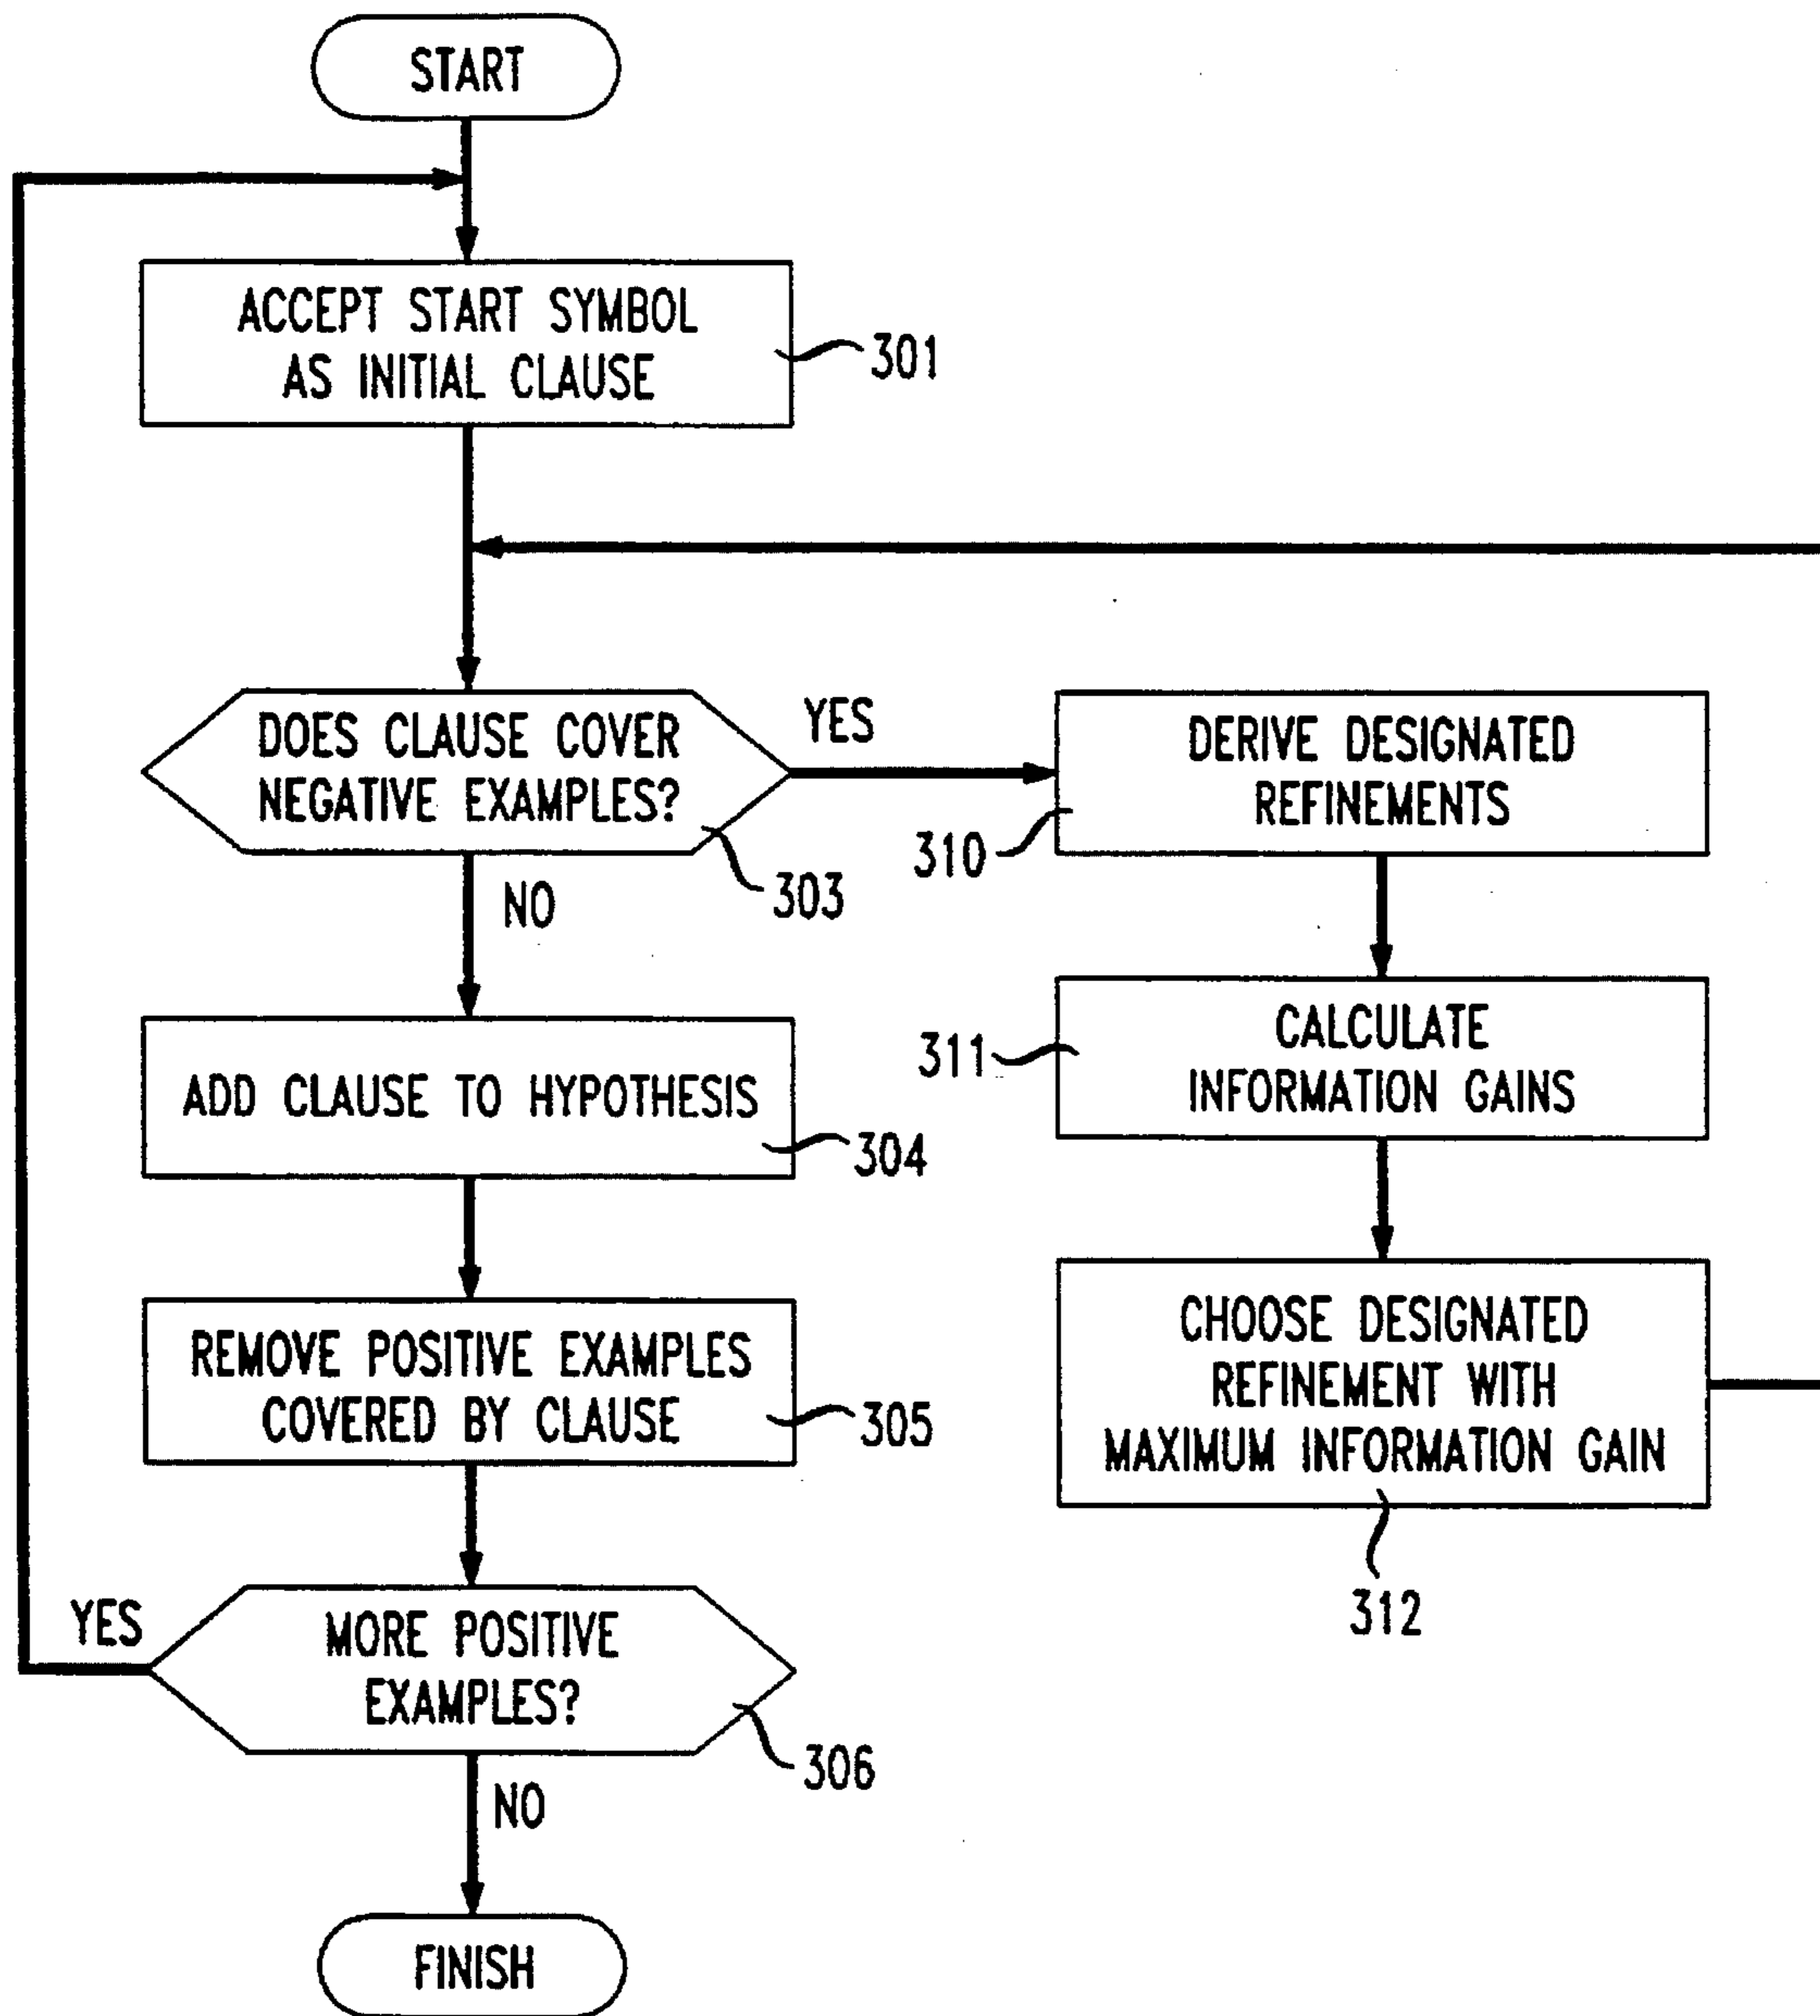 START
ACCEPT START SYMBOL
AS INITIAL CLAUSE
301
DOES CLAUSE COVER
NEGATIVE EXAMPLES?
303
YES
NO
DERIVE DESIGNATED
REFINEMENTS
310
CALCULATE
INFORMATION GAINS
311
CHOOSE DESIGNATED
REFINEMENT WITH
MAXIMUM INFORMATION GAIN
312
ADD CLAUSE TO HYPOTHESIS
304
REMOVE POSITIVE EXAMPLES
COVERED BY CLAUSE
305
MORE POSITIVE
EXAMPLES?
306
YES
NO
FINISH